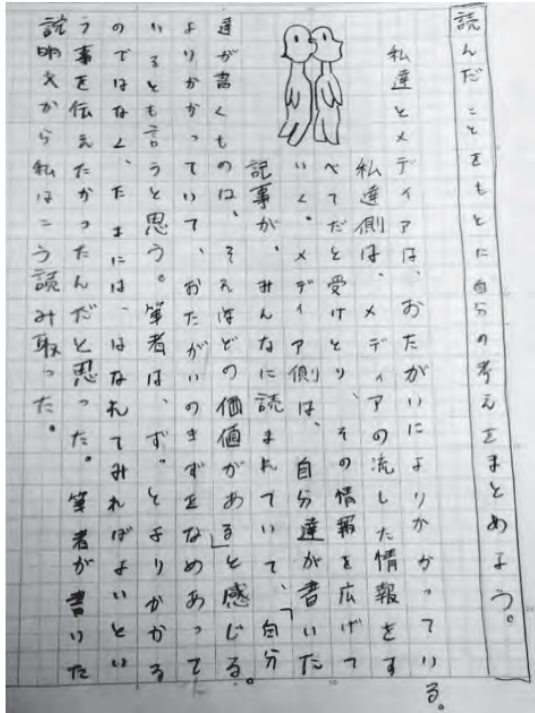 読んだことをもとに自らの考えをまとめよう。
私達とメディアは、おたがいによりかかっている。
私達側は、メディアの流した情報をす
べてだと受けとり、その情報を広げて
いく。メディア側は、自分達が書いた
記事が、みんなに読まれていて、「自分
達が書くものは、それほどの価値がある」と感じる。
よりかかっていて、おたがいのきずをなめあって
いるとも言うと思う。筆者は、ずっとよりかかる
のではなく、たまには、はなれてみればよいとい
う事を伝えたかったんだと思った。筆者が書いた
説明文から私はこう読み取った。